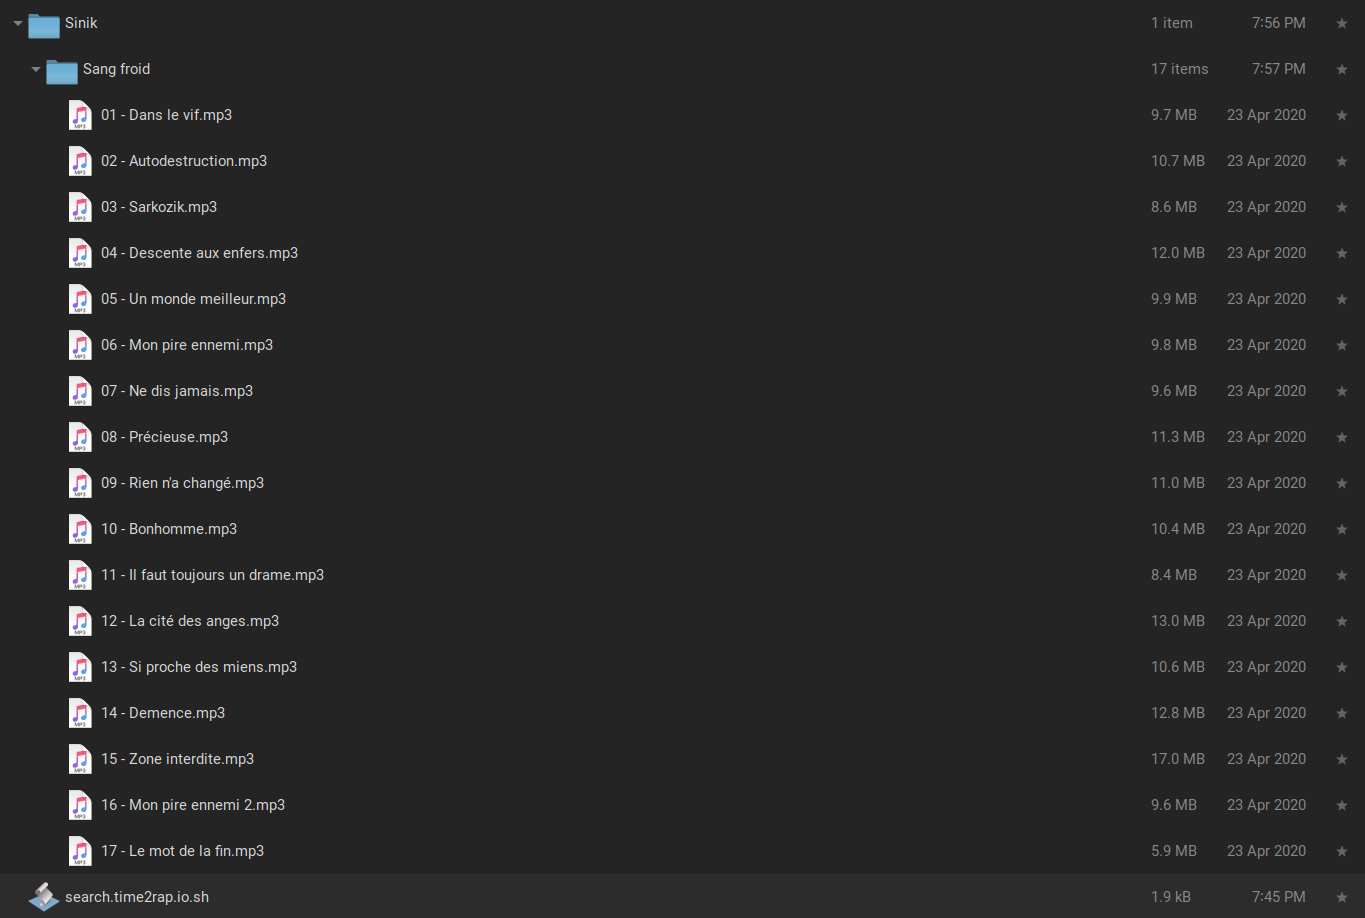 Sinik 1 item 7:56 PM
Sang froid 17 items 7:57 PM
01 - Dans le vif.mp3 9.7 MB 23 Apr 2020
02 - Autodestruction.mp3 10.7 MB 23 Apr 2020
03 - Sarkozik.mp3 8.6 MB 23 Apr 2020
04 - Descente aux enfers.mp3 12.0 MB 23 Apr 2020
05 - Un monde meilleur.mp3 9.9 MB 23 Apr 2020
06 - Mon pire ennemi.mp3 9.8 MB 23 Apr 2020
07 - Ne dis jamais.mp3 9.6 MB 23 Apr 2020
08 - Précieuse.mp3 11.3 MB 23 Apr 2020
09 - Rien n'a changé.mp3 11.0 MB 23 Apr 2020
10 - Bonhomme.mp3 10.4 MB 23 Apr 2020
11 - Il faut toujours un drame.mp3 8.4 MB 23 Apr 2020
12 - La cité des anges.mp3 13.0 MB 23 Apr 2020
13 - Si proche des miens.mp3 10.6 MB 23 Apr 2020
14 - Demence.mp3 12.8 MB 23 Apr 2020
15 - Zone interdite.mp3 17.0 MB 23 Apr 2020
16 - Mon pire ennemi 2.mp3 9.6 MB 23 Apr 2020
17 - Le mot de la fin.mp3 5.9 MB 23 Apr 2020
search.time2rap.io.sh 1.9 kB 7:45 PM